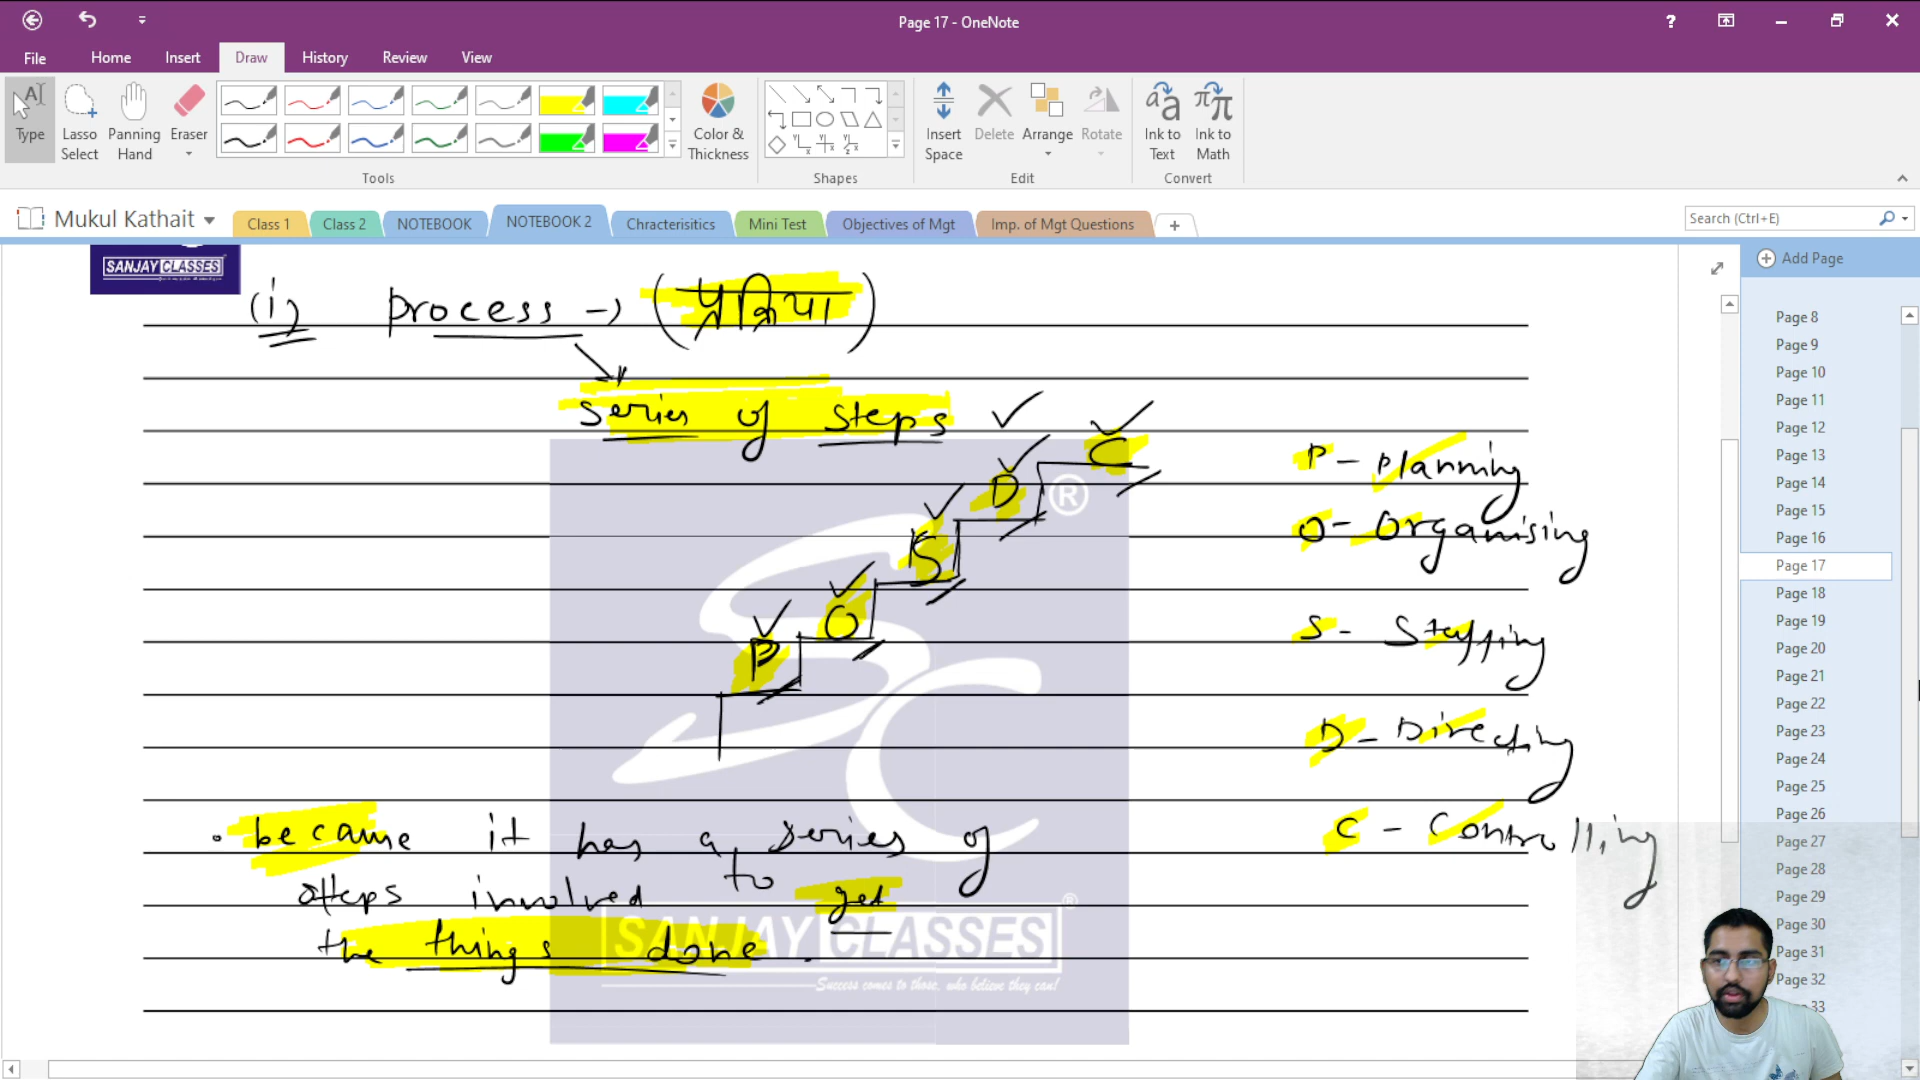 Page 17 - OneNote
File Home Insert Draw History Review View
Type Lasso Select Panning Hand Eraser Color & Thickness Insert Space Delete Arrange Rotate Ink to Text Ink to Math
Tools Shapes Edit Convert
Mukul Kathait Class 1 Class 2 NOTEBOOK NOTEBOOK 2 Chracterisitics Mini Test Objectives of Mgt Imp. of Mgt Questions Search (Ctrl+E)
SANJAY CLASSES
(i) process → (प्रक्रिया)
series of steps
P O S D C
P - Planning
O - Organising
S - Staffing
D - Directing
C - Controlling
• because it has a series of
steps involved to get
the things done.
SANJAY CLASSES ®
Success comes to those, who believe they can!
Add Page
Page 8
Page 9
Page 10
Page 11
Page 12
Page 13
Page 14
Page 15
Page 16
Page 17
Page 18
Page 19
Page 20
Page 21
Page 22
Page 23
Page 24
Page 25
Page 26
Page 27
Page 28
Page 29
Page 30
Page 31
Page 32
33